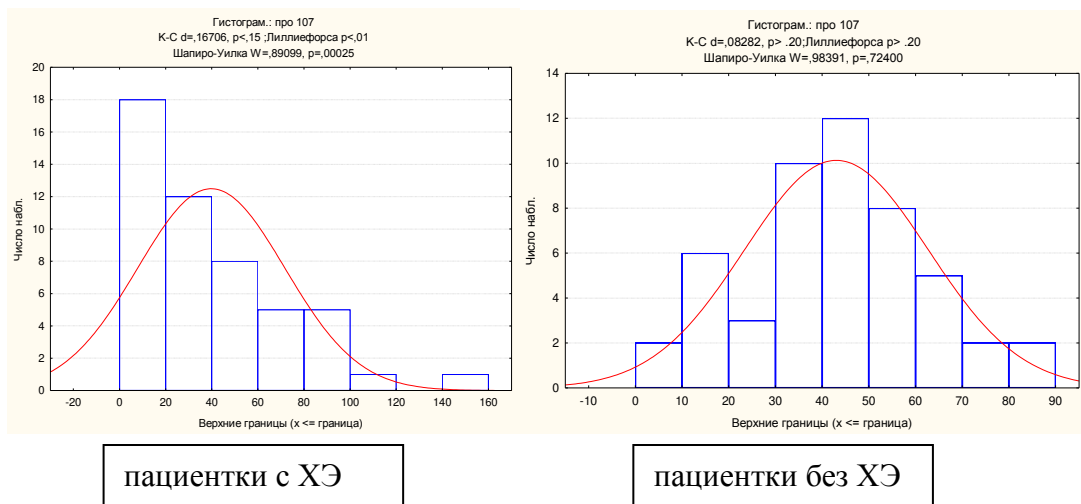 Гистограм.: про 107
К-С d=,16706, p<,15 ;Лиллиефорса p<,01
Шапиро-Уилка W=,89099, p=,00025
20
18
16
14
12
10
8
6
4
2
0
Число набл.
-20 0 20 40 60 80 100 120 140 160
Верхние границы (x <= граница)
пациентки с ХЭ
Гистограм.: про 107
К-С d=,08282, p> .20;Лиллиефорса p> .20
Шапиро-Уилка W=,98391, p=,72400
14
12
10
8
6
4
2
0
Число набл.
-10 0 10 20 30 40 50 60 70 80 90
Верхние границы (x <= граница)
пациентки без ХЭ